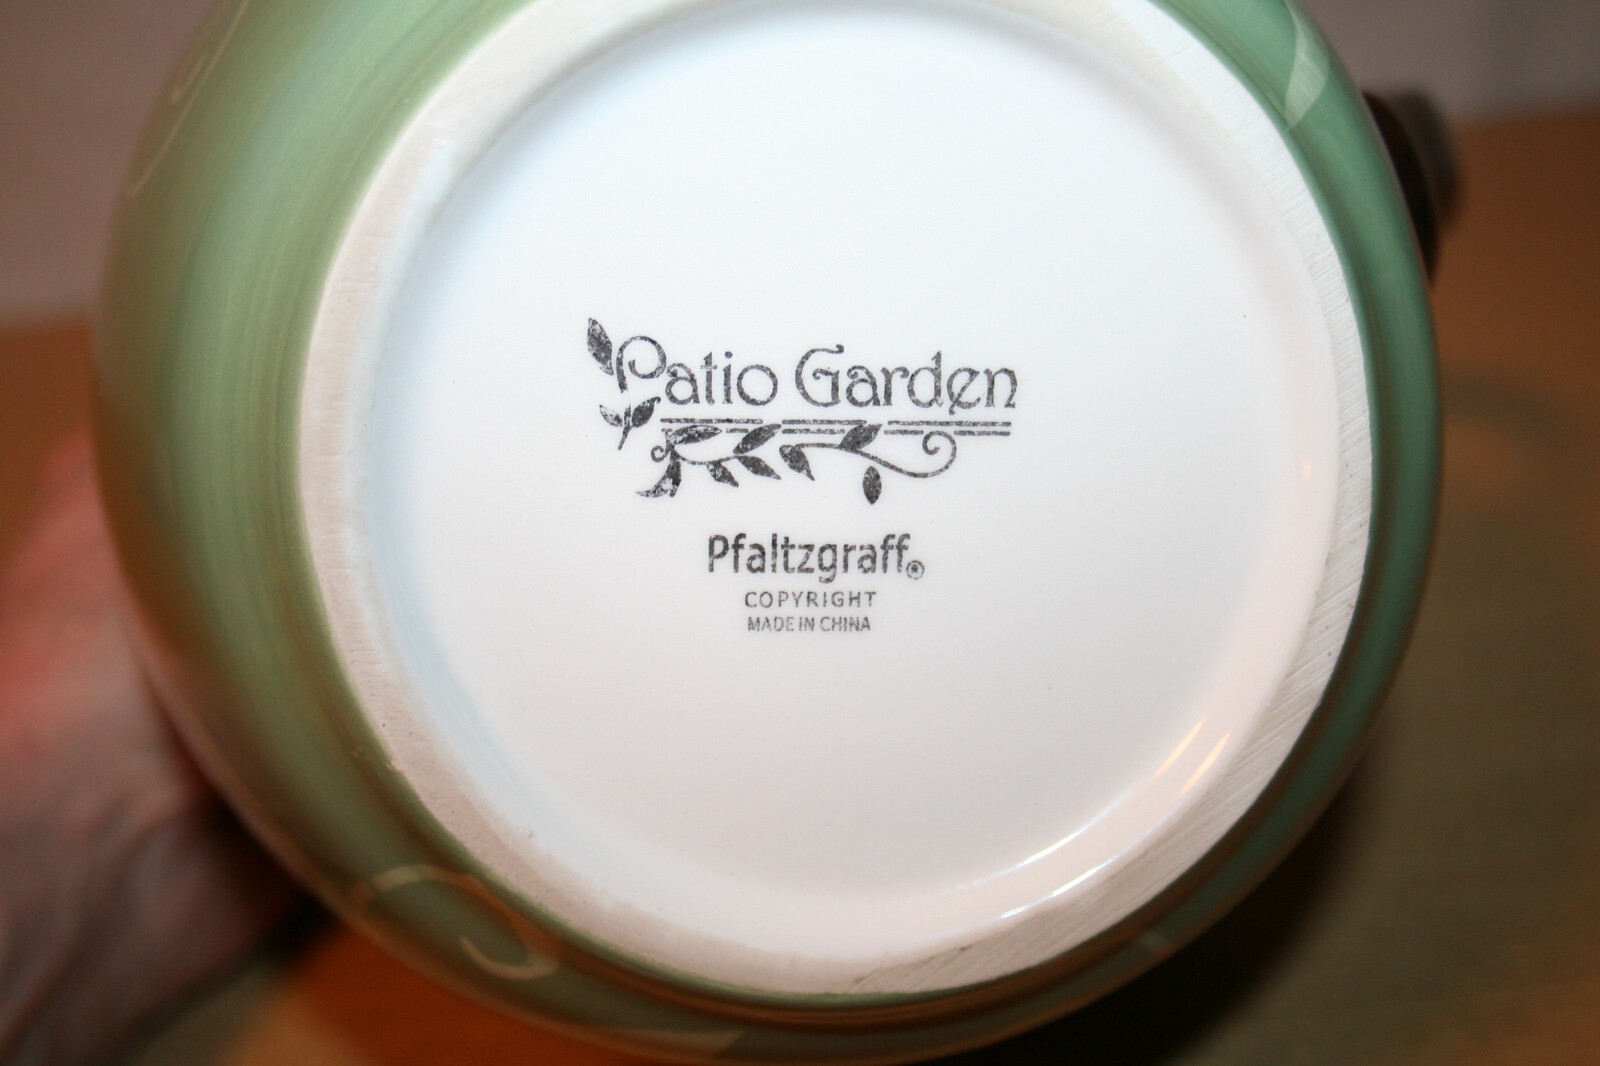 Patio Garden
Pfaltzgraff®
COPYRIGHT
MADE IN CHINA